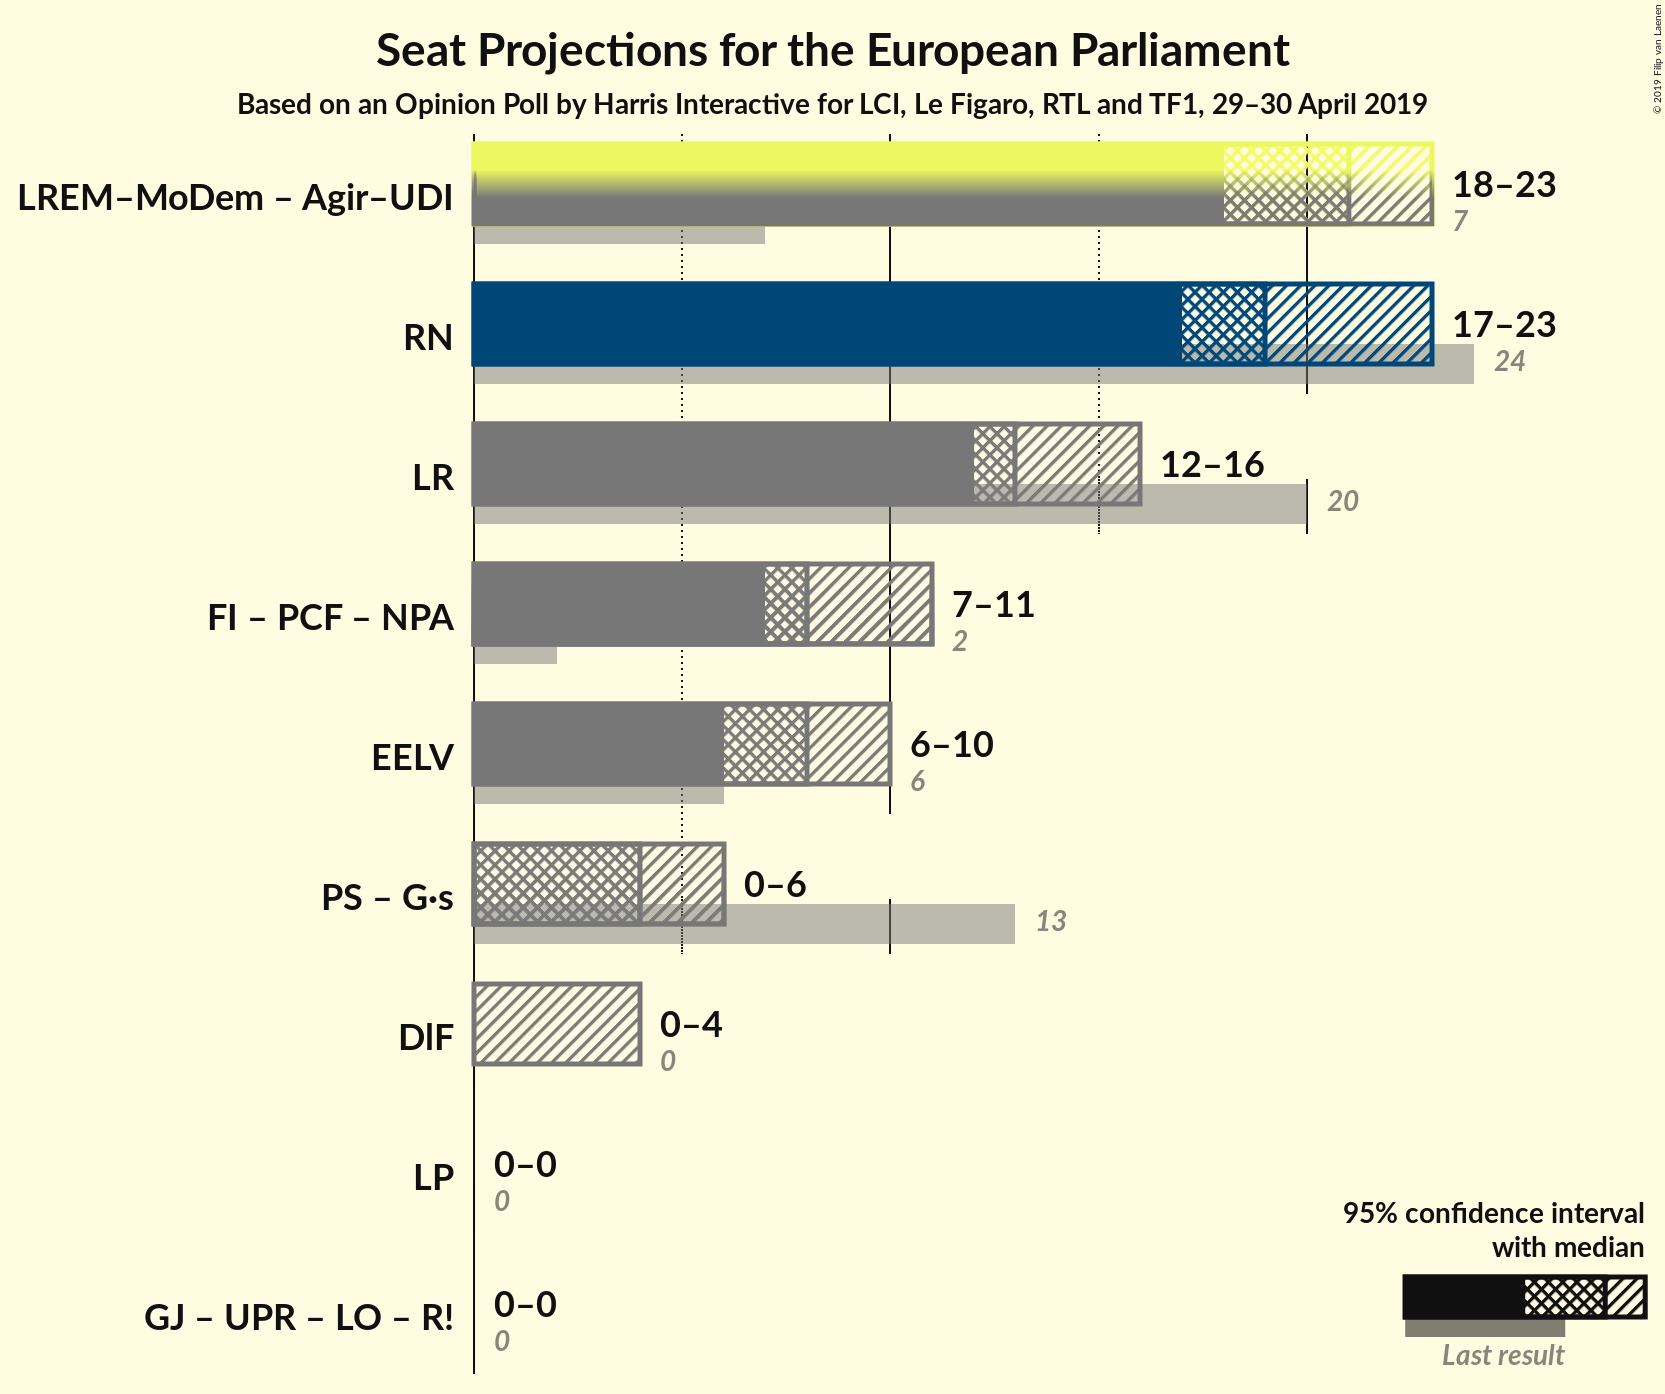 Seat Projections for the European Parliament
Based on an Opinion Poll by Harris Interactive for LCI, Le Figaro, RTL and TF1, 29–30 April 2019
© 2019 Filip van Laenen
LREM–MoDem – Agir–UDI
18–23
7
RN
17–23
24
LR
12–16
20
FI – PCF – NPA
7–11
2
EELV
6–10
6
PS – G·s
0–6
13
DlF
0–4
0
LP
0–0
0
GJ – UPR – LO – R!
0–0
0
95% confidence interval
with median
Last result